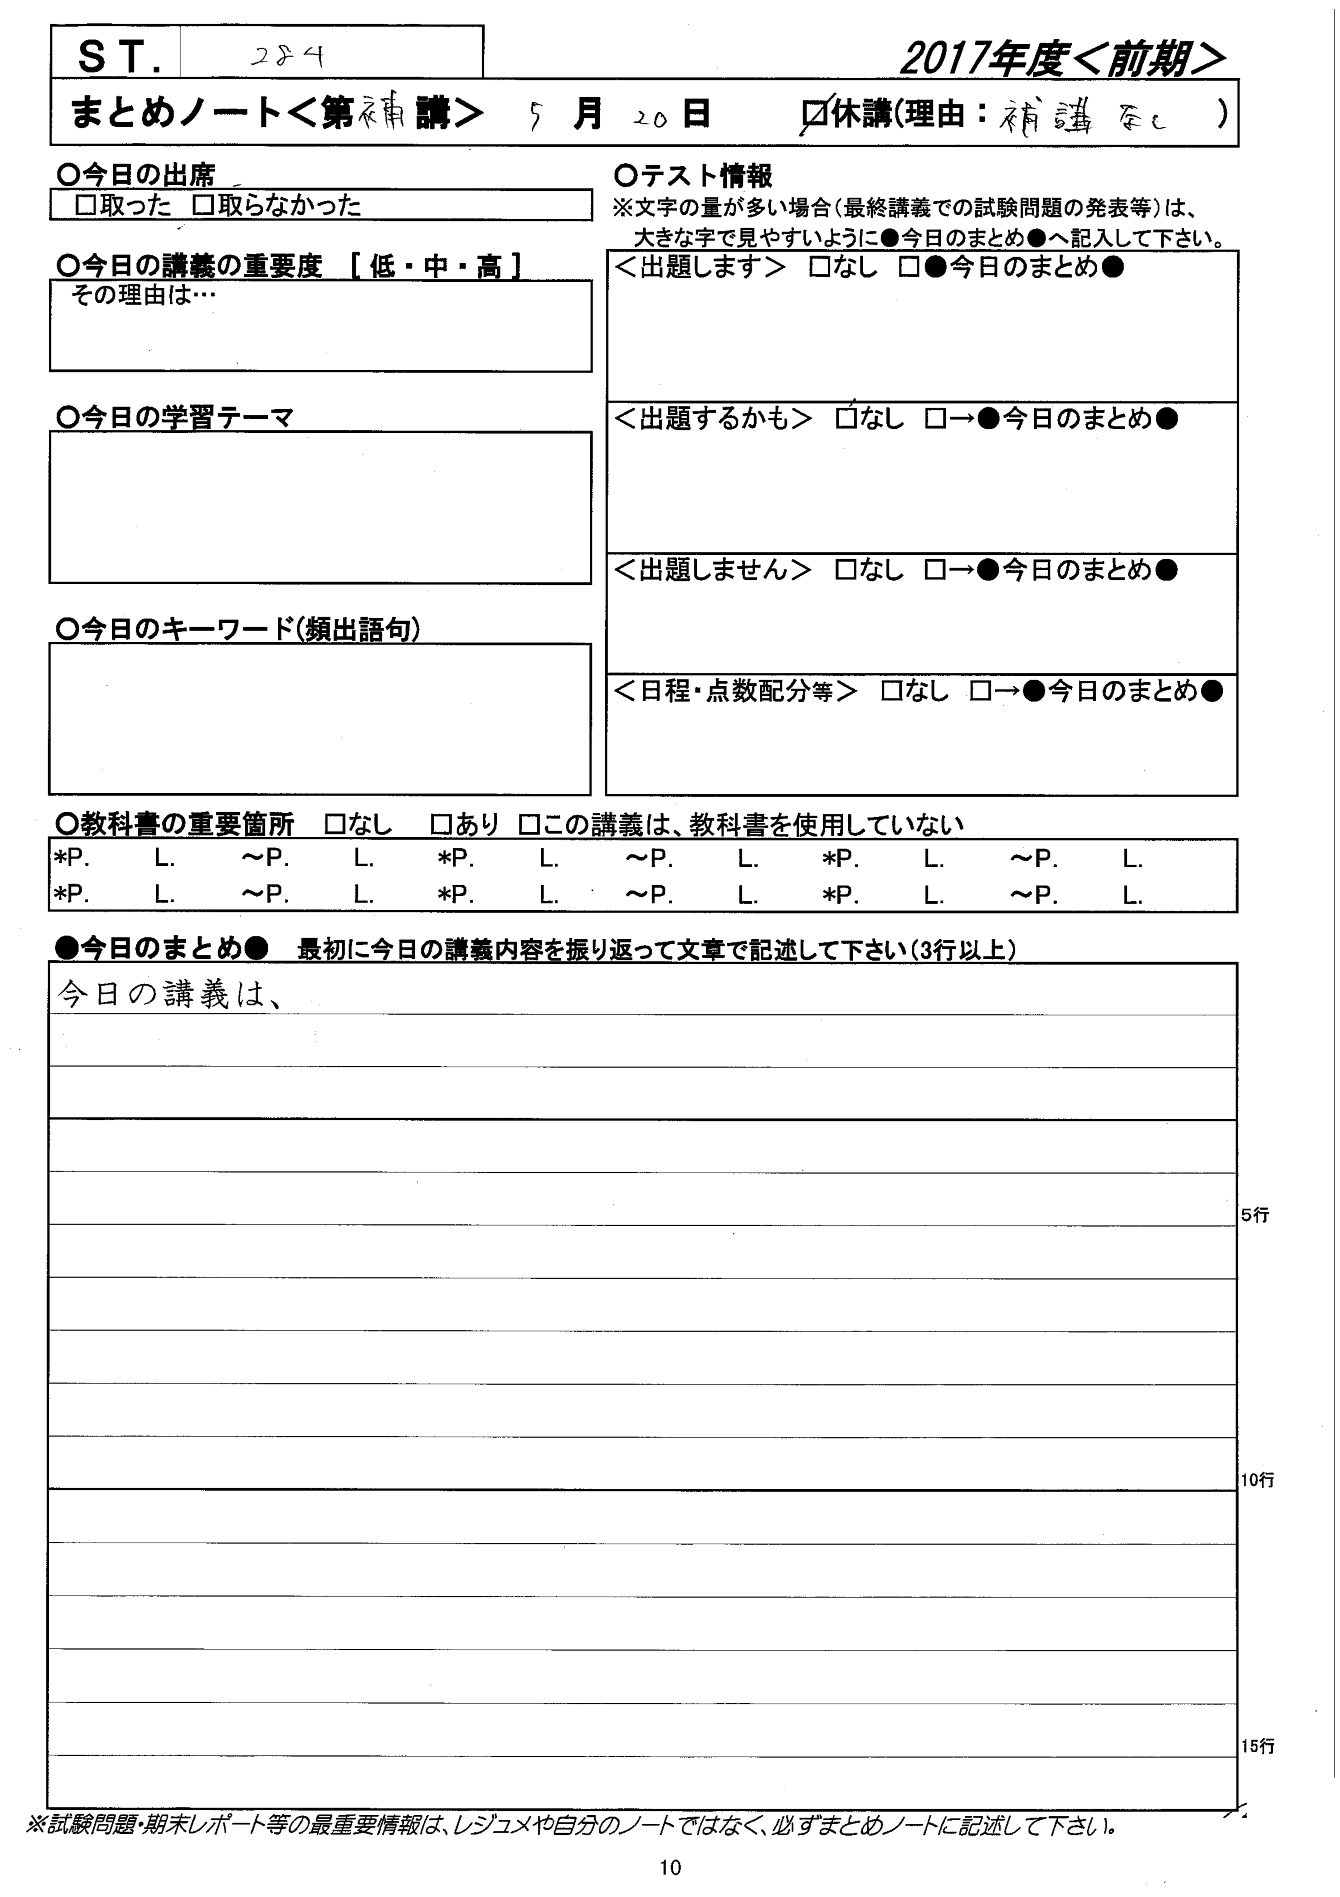 ST. 284
2017年度＜前期＞
まとめノート＜第補講＞ 5月20日 ☑休講(理由：補講なし)
○今日の出席
□取った □取らなかった
○今日の講義の重要度 [ 低・中・高 ]
その理由は…
○今日の学習テーマ
○今日のキーワード(頻出語句)
○テスト情報
※文字の量が多い場合(最終講義での試験問題の発表等)は、
大きな字で見やすいように●今日のまとめ●へ記入して下さい。
＜出題します＞ □なし □●今日のまとめ●
＜出題するかも＞ □なし □→●今日のまとめ●
＜出題しません＞ □なし □→●今日のまとめ●
＜日程・点数配分等＞ □なし □→●今日のまとめ●
○教科書の重要箇所 □なし □あり □この講義は、教科書を使用していない
*P. L. ～P. L. *P. L. ～P. L. *P. L. ～P. L.
*P. L. ～P. L. *P. L. ～P. L. *P. L. ～P. L.
●今日のまとめ● 最初に今日の講義内容を振り返って文章で記述して下さい(3行以上)
今日の講義は、
5行
10行
15行
※試験問題・期末レポート等の最重要情報は、レジュメや自分のノートではなく、必ずまとめノートに記述して下さい。
10